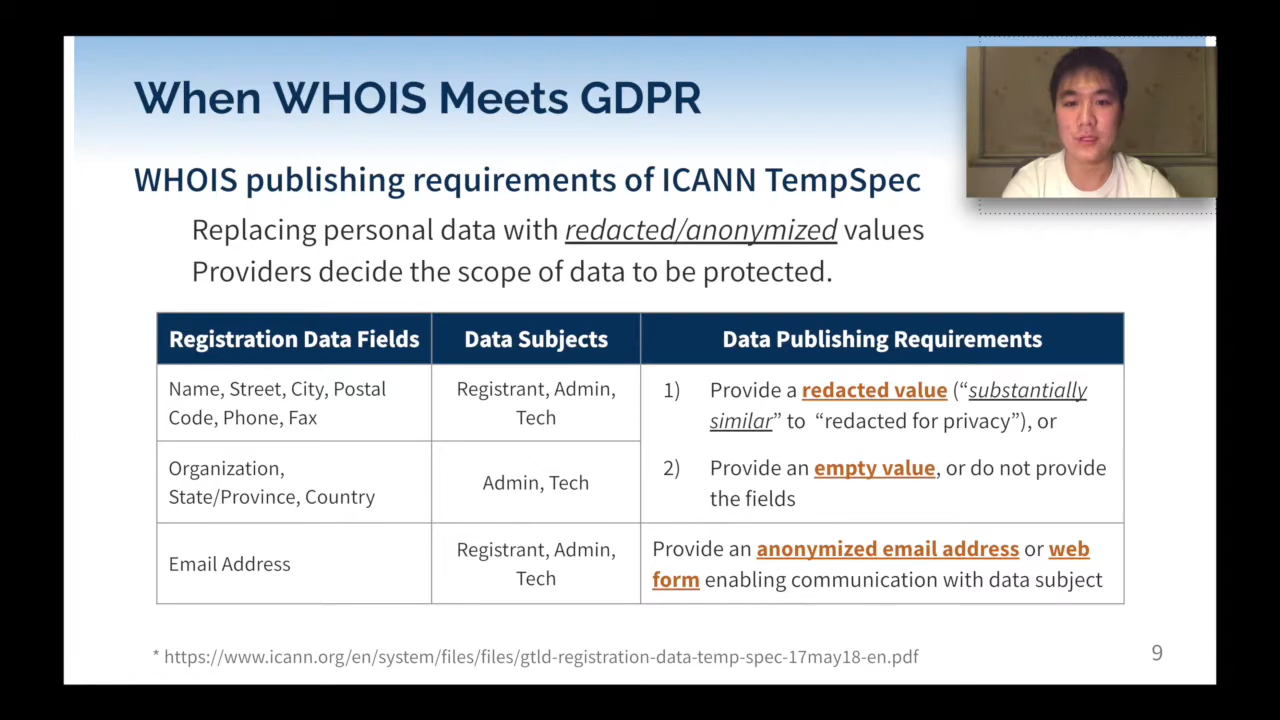 When WHOIS Meets GDPR
WHOIS publishing requirements of ICANN TempSpec
Replacing personal data with redacted/anonymized values
Providers decide the scope of data to be protected.
Registration Data Fields
Data Subjects
Data Publishing Requirements
Name, Street, City, Postal
Code, Phone, Fax
Registrant, Admin,
Tech
1) Provide a redacted value (“substantially
similar” to “redacted for privacy”), or
2) Provide an empty value, or do not provide
the fields
Organization,
State/Province, Country
Admin, Tech
Email Address
Registrant, Admin,
Tech
Provide an anonymized email address or web
form enabling communication with data subject
* https://www.icann.org/en/system/files/files/gtld-registration-data-temp-spec-17may18-en.pdf
9